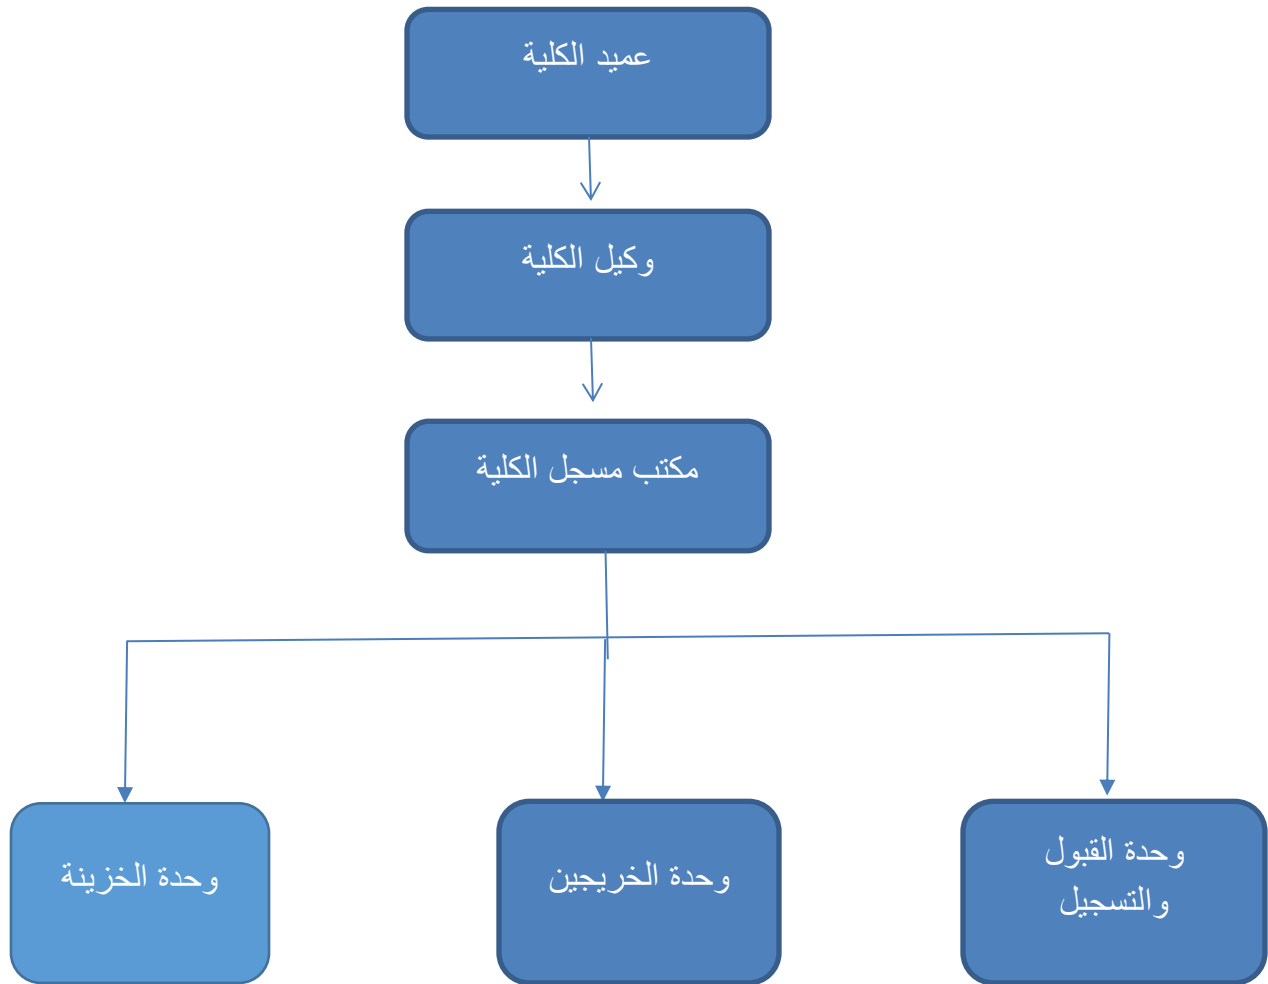 عميد الكلية
وكيل الكلية
مكتب مسجل الكلية
وحدة القبول
والتسجيل
وحدة الخريجين
وحدة الخزينة